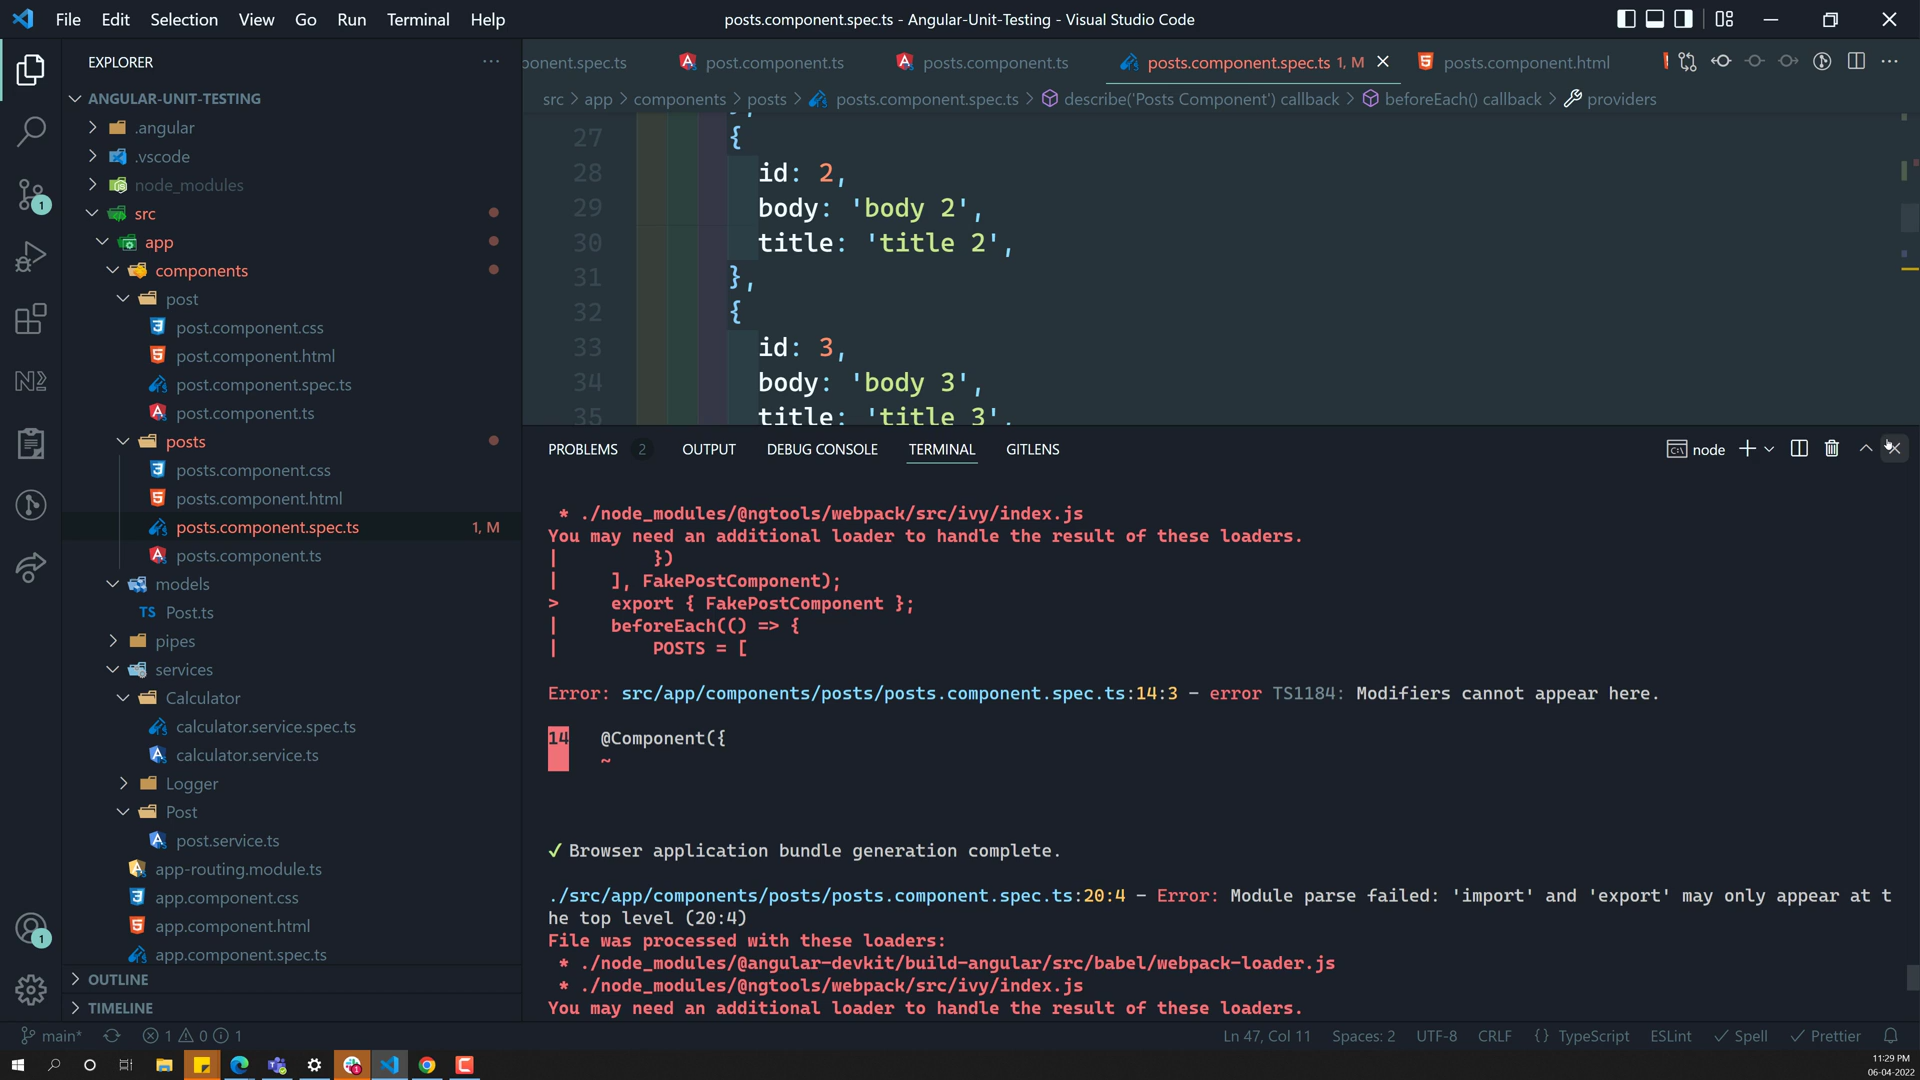 File Edit Selection View Go Run Terminal Help
posts.component.spec.ts - Angular-Unit-Testing - Visual Studio Code
EXPLORER
ANGULAR-UNIT-TESTING
.angular
.vscode
node_modules
src
app
components
post
post.component.css
post.component.html
post.component.spec.ts
post.component.ts
posts
posts.component.css
posts.component.html
posts.component.spec.ts 1, M
posts.component.ts
models
TS Post.ts
pipes
services
Calculator
calculator.service.spec.ts
calculator.service.ts
Logger
Post
post.service.ts
app-routing.module.ts
app.component.css
app.component.html
app.component.spec.ts
OUTLINE
TIMELINE
1
1
ponent.spec.ts post.component.ts posts.component.ts posts.component.spec.ts 1, M posts.component.html
src > app > components > posts > posts.component.spec.ts > describe('Posts Component') callback > beforeEach() callback > providers
27 {
28 id: 2,
29 body: 'body 2',
30 title: 'title 2',
31 },
32 {
33 id: 3,
34 body: 'body 3',
35 title: 'title 3',
PROBLEMS 2 OUTPUT DEBUG CONSOLE TERMINAL GITLENS
node
* ./node_modules/@ngtools/webpack/src/ivy/index.js
You may need an additional loader to handle the result of these loaders.
| })
| ], FakePostComponent);
> export { FakePostComponent };
| beforeEach(() => {
| POSTS = [
Error: src/app/components/posts/posts.component.spec.ts:14:3 - error TS1184: Modifiers cannot appear here.
14 @Component({
~
✓ Browser application bundle generation complete.
./src/app/components/posts/posts.component.spec.ts:20:4 - Error: Module parse failed: 'import' and 'export' may only appear at t
he top level (20:4)
File was processed with these loaders:
* ./node_modules/@angular-devkit/build-angular/src/babel/webpack-loader.js
* ./node_modules/@ngtools/webpack/src/ivy/index.js
You may need an additional loader to handle the result of these loaders.
main* 1 0 1
Ln 47, Col 11 Spaces: 2 UTF-8 CRLF {} TypeScript ESLint ✓ Spell ✓ Prettier
11:29 PM
06-04-2022